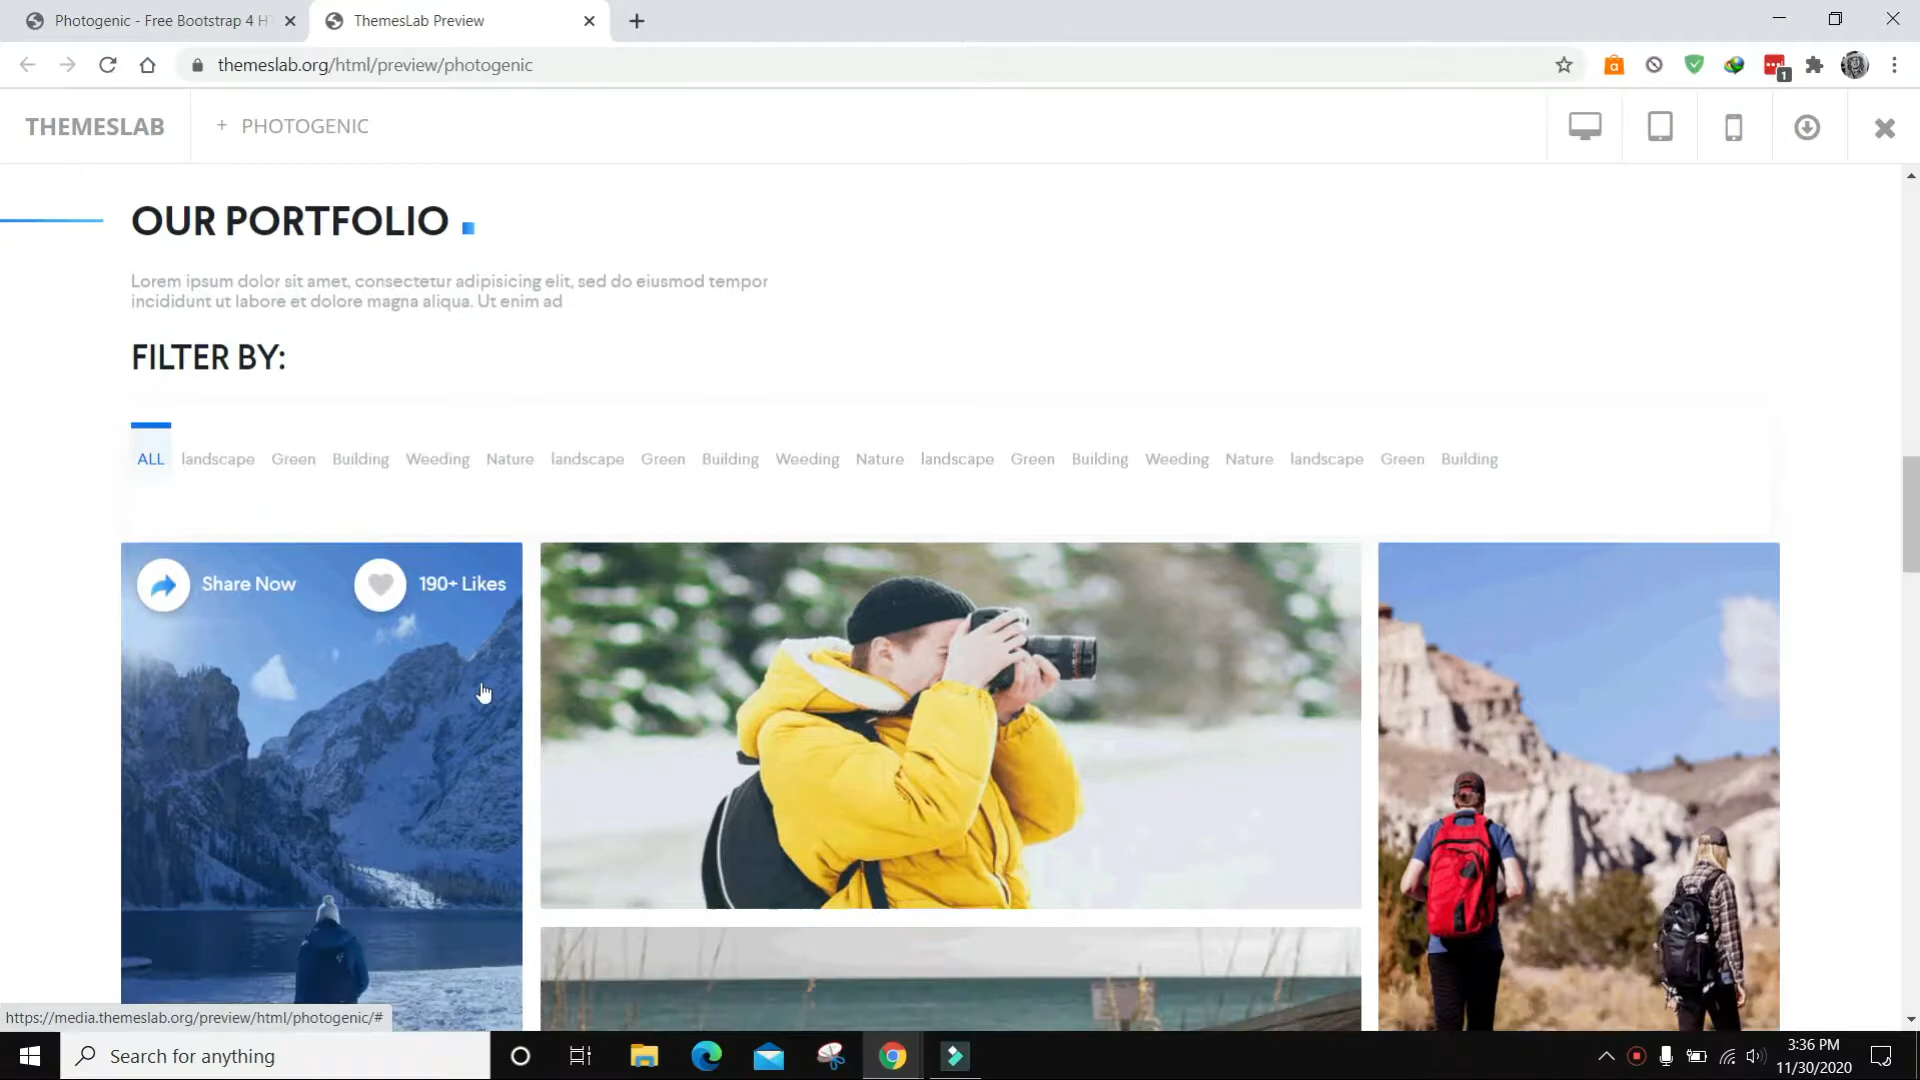 Photogenic - Free Bootstrap 4 H
ThemesLab Preview
themeslab.org/html/preview/photogenic
1
THEMESLAB
+ PHOTOGENIC
OUR PORTFOLIO
Lorem ipsum dolor sit amet, consectetur adipisicing elit, sed do eiusmod tempor
incididunt ut labore et dolore magna aliqua. Ut enim ad
FILTER BY:
ALL landscape Green Building Weeding Nature landscape Green Building Weeding Nature landscape Green Building Weeding Nature landscape Green Building
Share Now
190+ Likes
https://media.themeslab.org/preview/html/photogenic/#
Search for anything
3:36 PM
11/30/2020